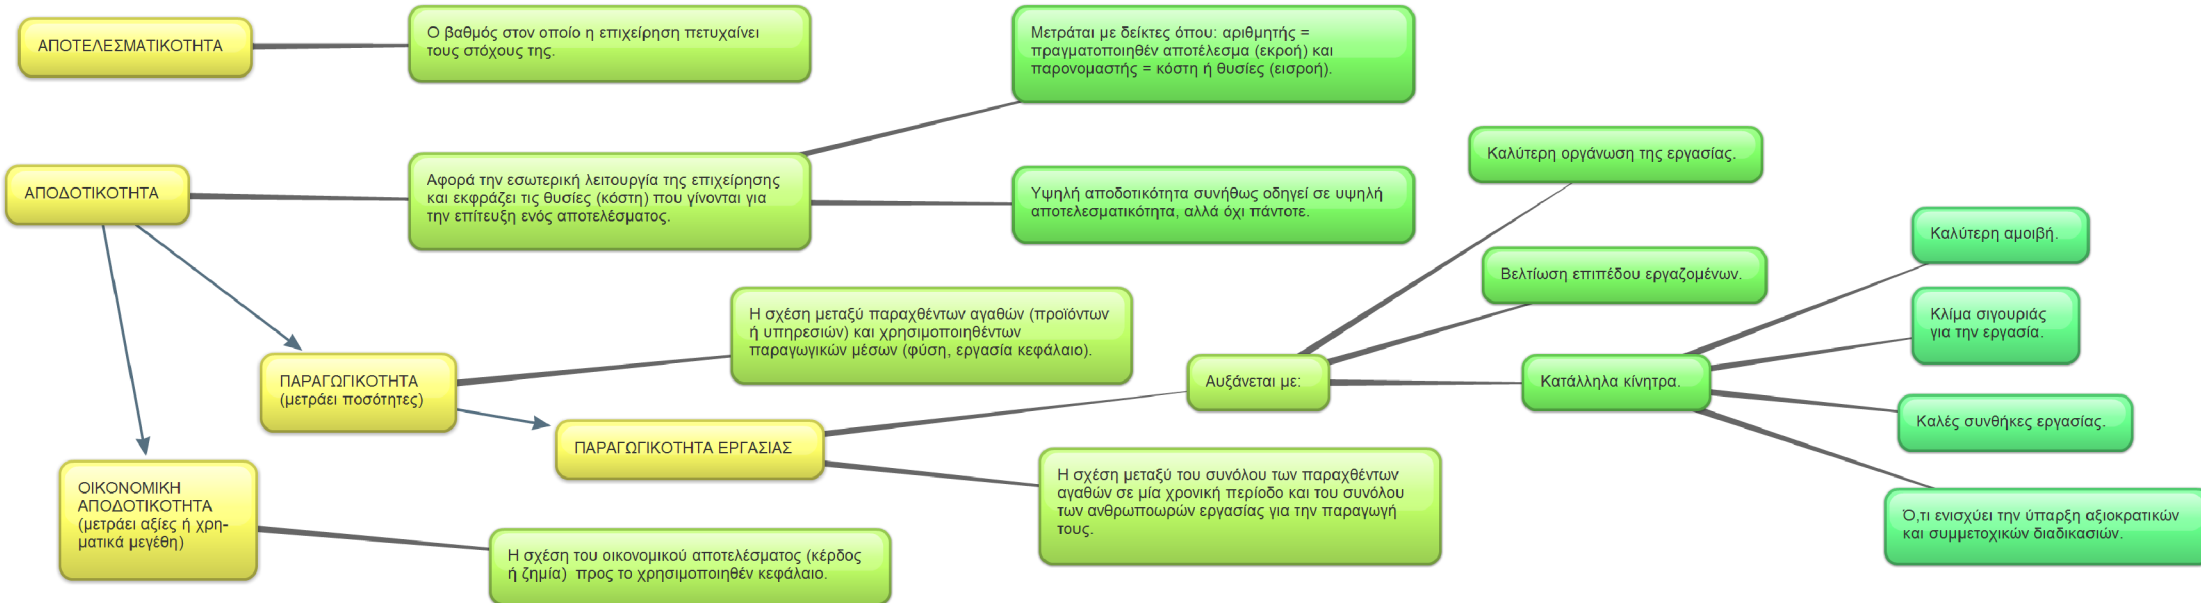 ΑΠΟΤΕΛΕΣΜΑΤΙΚΟΤΗΤΑ
Ο βαθμός στον οποίο η επιχείρηση πετυχαίνει
τους στόχους της.
Μετράται με δείκτες όπου: αριθμητής =
πραγματοποιηθέν αποτέλεσμα (εκροή) και
παρονομαστής = κόστη ή θυσίες (εισροή).
ΑΠΟΔΟΤΙΚΟΤΗΤΑ
Αφορά την εσωτερική λειτουργία της επιχείρησης
και εκφράζει τις θυσίες (κόστη) που γίνονται για
την επίτευξη ενός αποτελέσματος.
Υψηλή αποδοτικότητα συνήθως οδηγεί σε υψηλή
αποτελεσματικότητα, αλλά όχι πάντοτε.
ΠΑΡΑΓΩΓΙΚΟΤΗΤΑ
(μετράει ποσότητες)
Η σχέση μεταξύ παραχθέντων αγαθών (προϊόντων
ή υπηρεσιών) και χρησιμοποιηθέντων
παραγωγικών μέσων (φύση, εργασία κεφάλαιο).
ΠΑΡΑΓΩΓΙΚΟΤΗΤΑ ΕΡΓΑΣΙΑΣ
Αυξάνεται με:
Καλύτερη οργάνωση της εργασίας.
Βελτίωση επιπέδου εργαζομένων.
Κατάλληλα κίνητρα.
Καλύτερη αμοιβή.
Κλίμα σιγουριάς
για την εργασία.
Καλές συνθήκες εργασίας.
Ό,τι ενισχύει την ύπαρξη αξιοκρατικών
και συμμετοχικών διαδικασιών.
Η σχέση μεταξύ του συνόλου των παραχθέντων
αγαθών σε μία χρονική περίοδο και του συνόλου
των ανθρωποωρών εργασίας για την παραγωγή
τους.
ΟΙΚΟΝΟΜΙΚΗ
ΑΠΟΔΟΤΙΚΟΤΗΤΑ
(μετράει αξίες ή χρη-
ματικά μεγέθη)
Η σχέση του οικονομικού αποτελέσματος (κέρδος
ή ζημία) προς το χρησιμοποιηθέν κεφάλαιο.